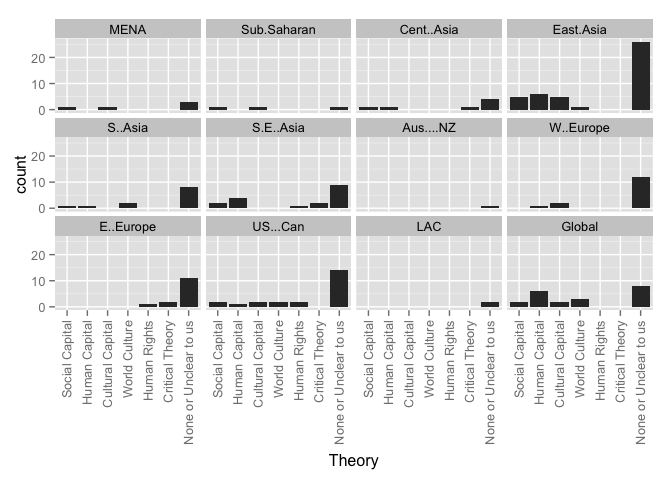 MENA Sub.Saharan Cent..Asia East.Asia
20
10
0
S..Asia S.E..Asia Aus....NZ W..Europe
20
10
0
E..Europe US...Can LAC Global
20
10
0
count
Social Capital
Human Capital
Cultural Capital
World Culture
Human Rights
Critical Theory
None or Unclear to us
Social Capital
Human Capital
Cultural Capital
World Culture
Human Rights
Critical Theory
None or Unclear to us
Social Capital
Human Capital
Cultural Capital
World Culture
Human Rights
Critical Theory
None or Unclear to us
Social Capital
Human Capital
Cultural Capital
World Culture
Human Rights
Critical Theory
None or Unclear to us
Theory